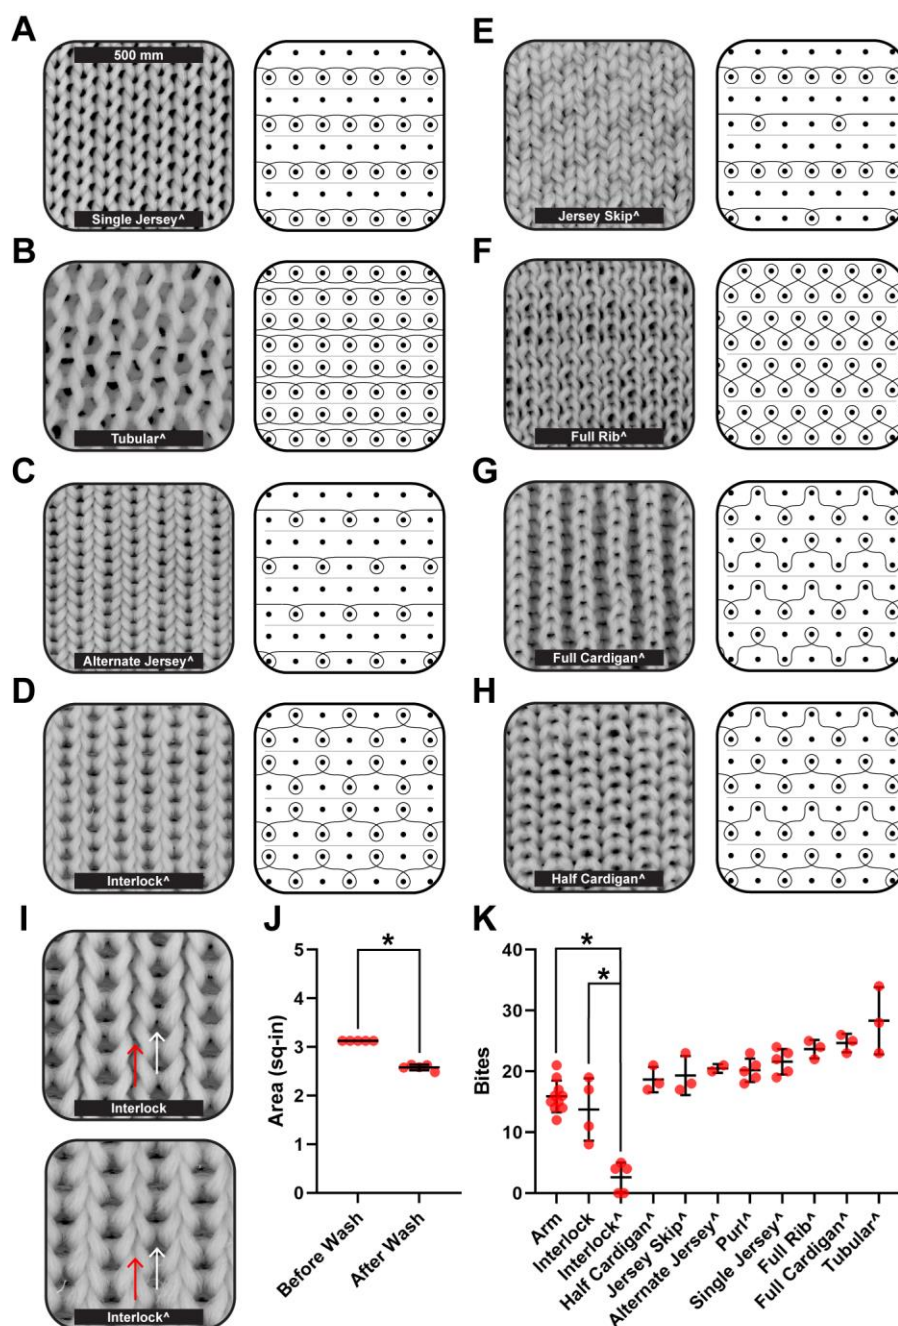 A
500 mm
Single Jersey^
E
Jersey Skip^
B
Tubular^
F
Full Rib^
C
Alternate Jersey^
G
Full Cardigan^
D
Interlock^
H
Half Cardigan^
I
Interlock
Interlock^
J
*
Area (sq-in)
5
4
3
2
1
0
Before Wash
After Wash
K
*
*
Bites
40
30
20
10
0
Arm
Interlock
Interlock^
Half Cardigan^
Jersey Skip^
Alternate Jersey^
Purl^
Single Jersey^
Full Rib^
Full Cardigan^
Tubular^